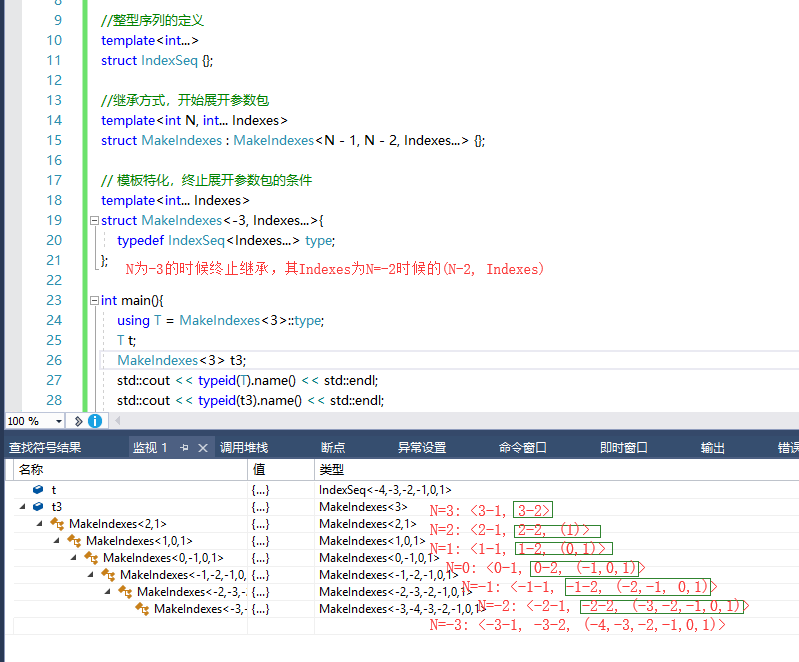 8
9 //整型序列的定义
10 template<int...>
11 struct IndexSeq {};
12
13 //继承方式，开始展开参数包
14 template<int N, int... Indexes>
15 struct MakeIndexes : MakeIndexes<N - 1, N - 2, Indexes...> {};
16
17 // 模板特化，终止展开参数包的条件
18 template<int... Indexes>
19 struct MakeIndexes<-3, Indexes...>{
20 typedef IndexSeq<Indexes...> type;
21 };
N为-3的时候终止继承，其Indexes为N=-2时候的(N-2, Indexes)
22
23 int main(){
24 using T = MakeIndexes<3>::type;
25 T t;
26 MakeIndexes<3> t3;
27 std::cout << typeid(T).name() << std::endl;
28 std::cout << typeid(t3).name() << std::endl;
100 %
查找符号结果 监视 1 调用堆栈 断点 异常设置 命令窗口 即时窗口 输出 错误
名称 值 类型
t {...} IndexSeq<-4,-3,-2,-1,0,1>
t3 {...} MakeIndexes<3> N=3: <3-1, 3-2>
MakeIndexes<2,1> {...} MakeIndexes<2,1> N=2: <2-1, 2-2, (1)>
MakeIndexes<1,0,1> {...} MakeIndexes<1,0,1> N=1: <1-1, 1-2, (0,1)>
MakeIndexes<0,-1,0,1> {...} MakeIndexes<0,-1,0,1> N=0: <0-1, 0-2, (-1,0,1)>
MakeIndexes<-1,-2,-1,0, {...} MakeIndexes<-1,-2,-1,0,1> N=-1: <-1-1, -1-2, (-2,-1, 0,1)>
MakeIndexes<-2,-3,- {...} MakeIndexes<-2,-3,-2,-1,0,1> N=-2: <-2-1, -2-2, (-3,-2,-1,0,1)>
MakeIndexes<-3,- {...} MakeIndexes<-3,-4,-3,-2,-1,0,1>
N=-3: <-3-1, -3-2, (-4,-3,-2,-1,0,1)>